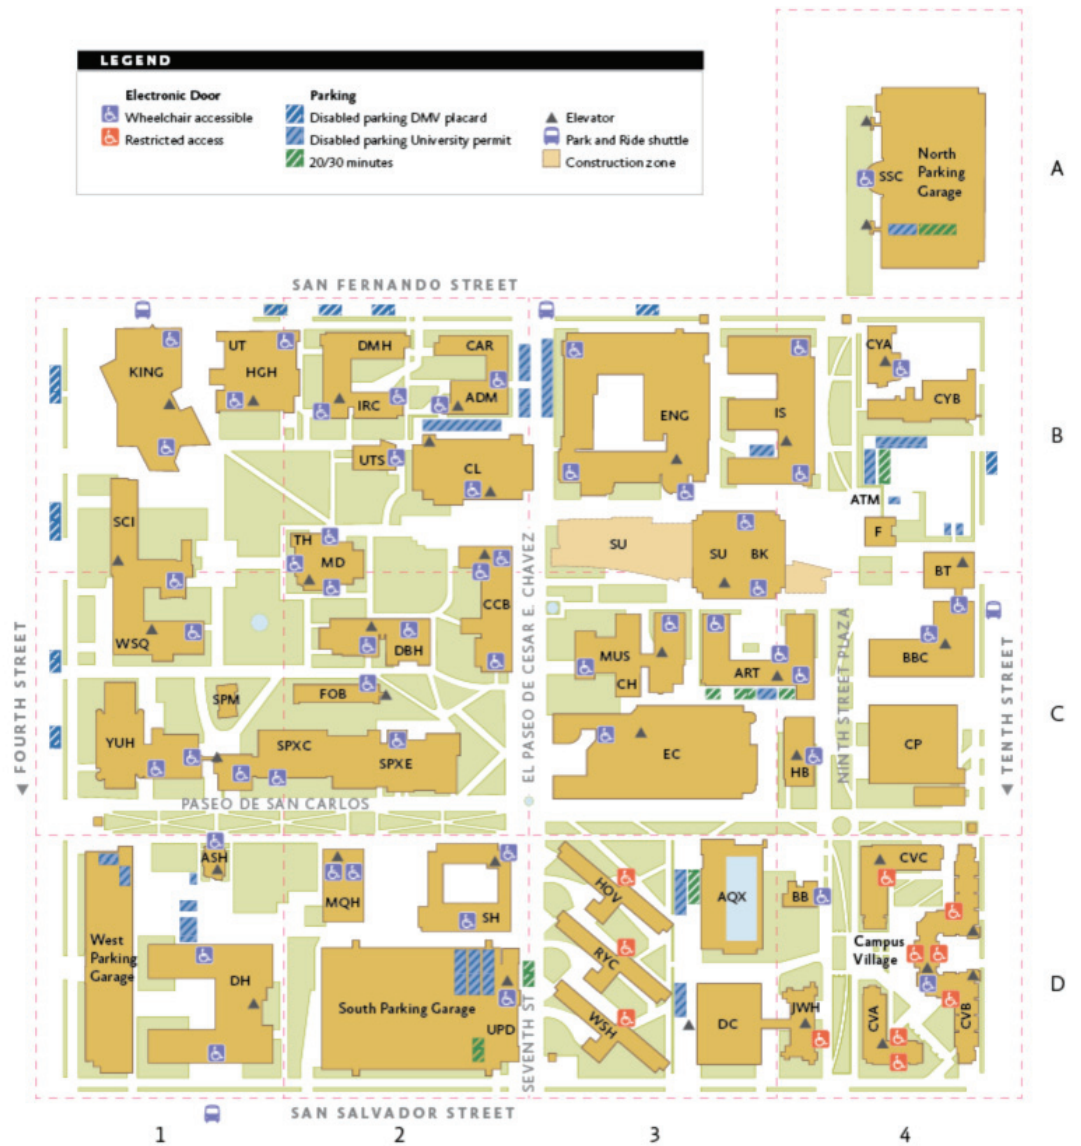 LEGEND
Electronic Door
Wheelchair accessible
Restricted access
Parking
Disabled parking DMV placard
Disabled parking University permit
20/30 minutes
Elevator
Park and Ride shuttle
Construction zone
North
Parking
Garage
SSC
A
SAN FERNANDO STREET
KING
UT
HGH
DMH
IRC
CAR
ADM
UTS
CL
ENG
IS
CYA
CYB
B
ATM
F
SCI
TH
MD
SU
SU
BK
BT
CCB
WSQ
DBH
MUS
CH
ART
BBC
FOURTH STREET
EL PASEO DE CESAR E. CHAVEZ
NINTH STREET PLAZA
TENTH STREET
SPM
FOB
YUH
SPXC
SPXE
EC
HB
CP
C
PASEO DE SAN CARLOS
ASH
MQH
SH
HOV
AQX
BB
CVC
West
Parking
Garage
DH
RYC
Campus
Village
South Parking Garage
UPD
WSH
DC
JWH
CVA
CVB
D
SEVENTH ST
SAN SALVADOR STREET
1
2
3
4